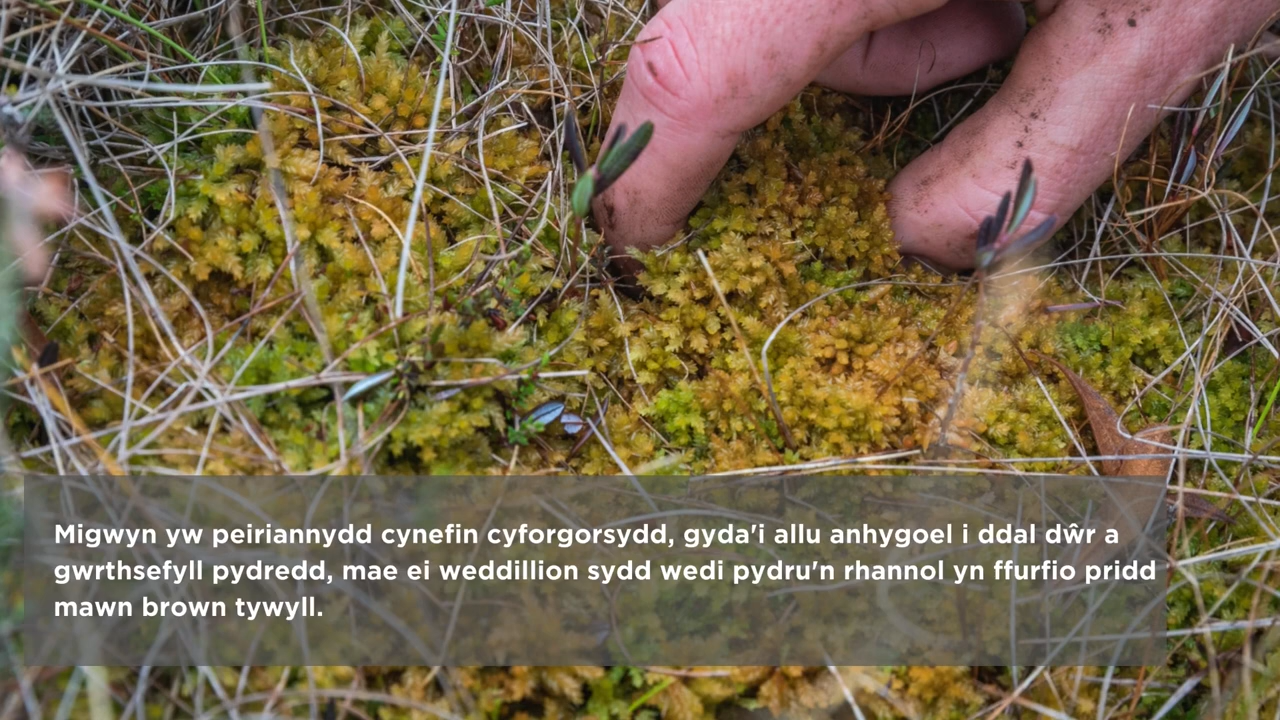 Migwyn yw peiriannydd cynefin cyforgorsydd, gyda'i allu anhygoel i ddal dŵr a
gwrthsefyll pydredd, mae ei weddillion sydd wedi pydru'n rhannol yn ffurfio pridd
mawn brown tywyll.